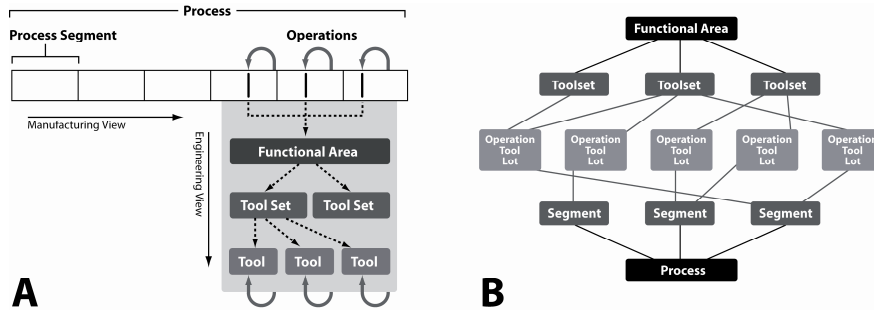 Process
Process Segment
Operations
Manufacturing View
Engineering View
Functional Area
Tool Set
Tool Set
Tool
Tool
Tool
A
Functional Area
Toolset
Toolset
Toolset
Operation
Tool
Lot
Operation
Tool
Lot
Operation
Tool
Lot
Operation
Tool
Lot
Operation
Tool
Lot
Segment
Segment
Segment
Process
B